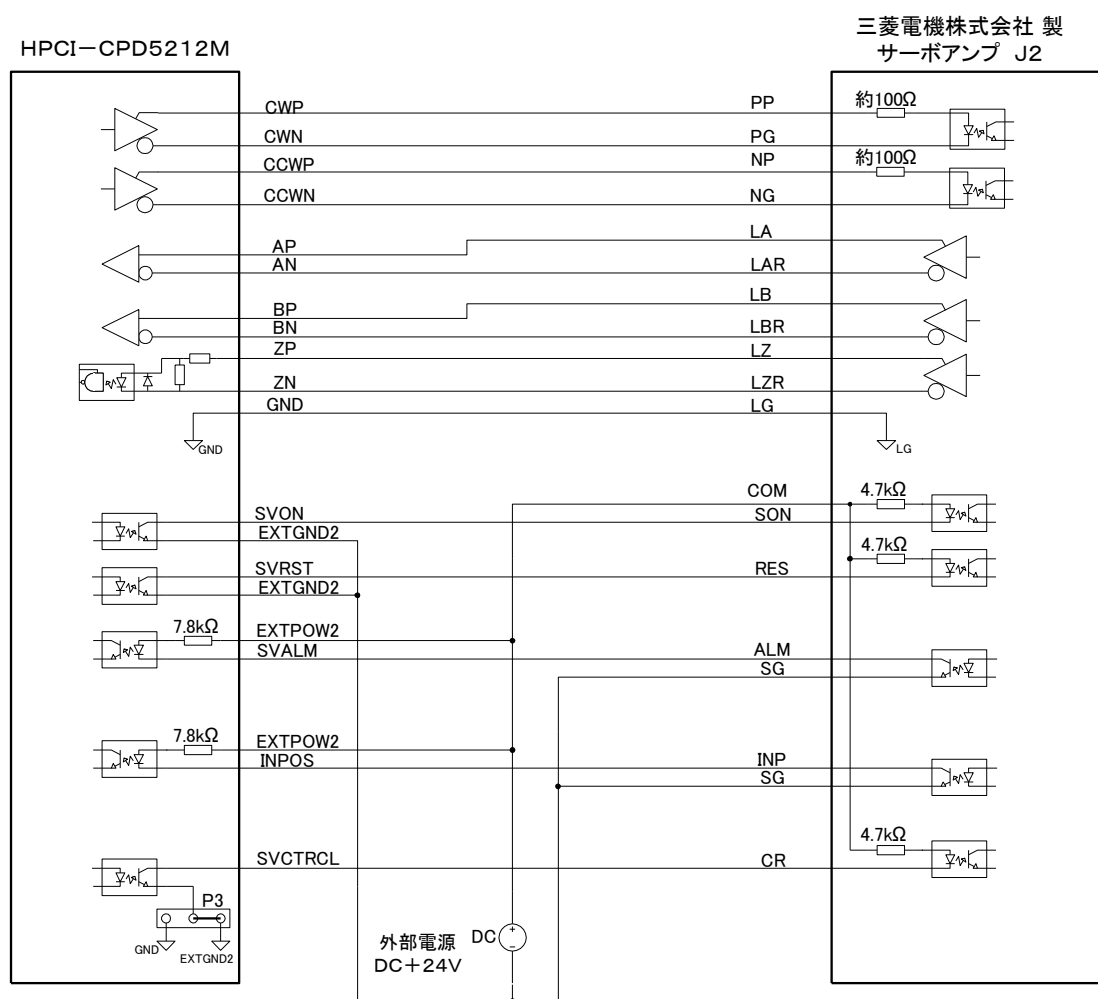 三菱電機株式会社 製
HPCI－CPD5212M
サーボアンプ J2
CWP
PP
約100Ω
CWN
PG
CCWP
NP
約100Ω
CCWN
NG
LA
AP
AN
LAR
LB
BP
BN
LBR
ZP
LZ
ZN
LZR
GND
LG
GND
LG
COM
4.7kΩ
SVON
SON
EXTGND2
4.7kΩ
SVRST
RES
EXTGND2
7.8kΩ
EXTPOW2
SVALM
ALM
SG
7.8kΩ
EXTPOW2
INPOS
INP
SG
4.7kΩ
SVCTRCL
CR
P3
GND
EXTGND2
外部電源
DC
+
-
DC＋24V